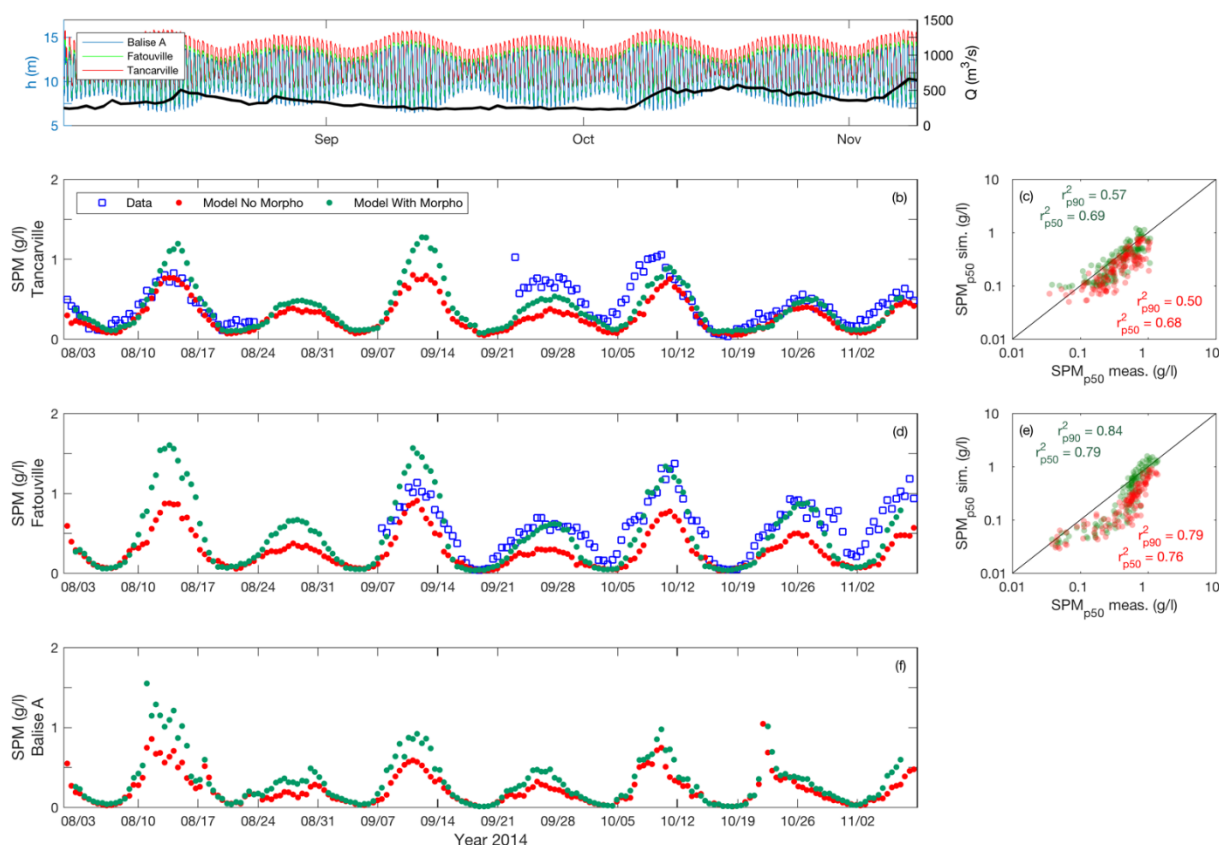 Balise A
Fatouville
Tancarville
h (m)
15
10
5
1500
1000
500
0
Q (m³/s)
Sep
Oct
Nov
(b)
Data
Model No Morpho
Model With Morpho
SPM (g/l)
Tancarville
2
1
0
08/03 08/10 08/17 08/24 08/31 09/07 09/14 09/21 09/28 10/05 10/12 10/19 10/26 11/02
(c)
r²p90 = 0.57
r²p50 = 0.69
r²p90 = 0.50
r²p50 = 0.68
SPMp50 sim. (g/l)
10
1
0.1
0.01
0.01 0.1 1 10
SPMp50 meas. (g/l)
(d)
SPM (g/l)
Fatouville
2
1
0
08/03 08/10 08/17 08/24 08/31 09/07 09/14 09/21 09/28 10/05 10/12 10/19 10/26 11/02
(e)
r²p90 = 0.84
r²p50 = 0.79
r²p90 = 0.79
r²p50 = 0.76
SPMp50 sim. (g/l)
10
1
0.1
0.01
0.01 0.1 1 10
SPMp50 meas. (g/l)
(f)
SPM (g/l)
Balise A
2
1
0
08/03 08/10 08/17 08/24 08/31 09/07 09/14 09/21 09/28 10/05 10/12 10/19 10/26 11/02
Year 2014